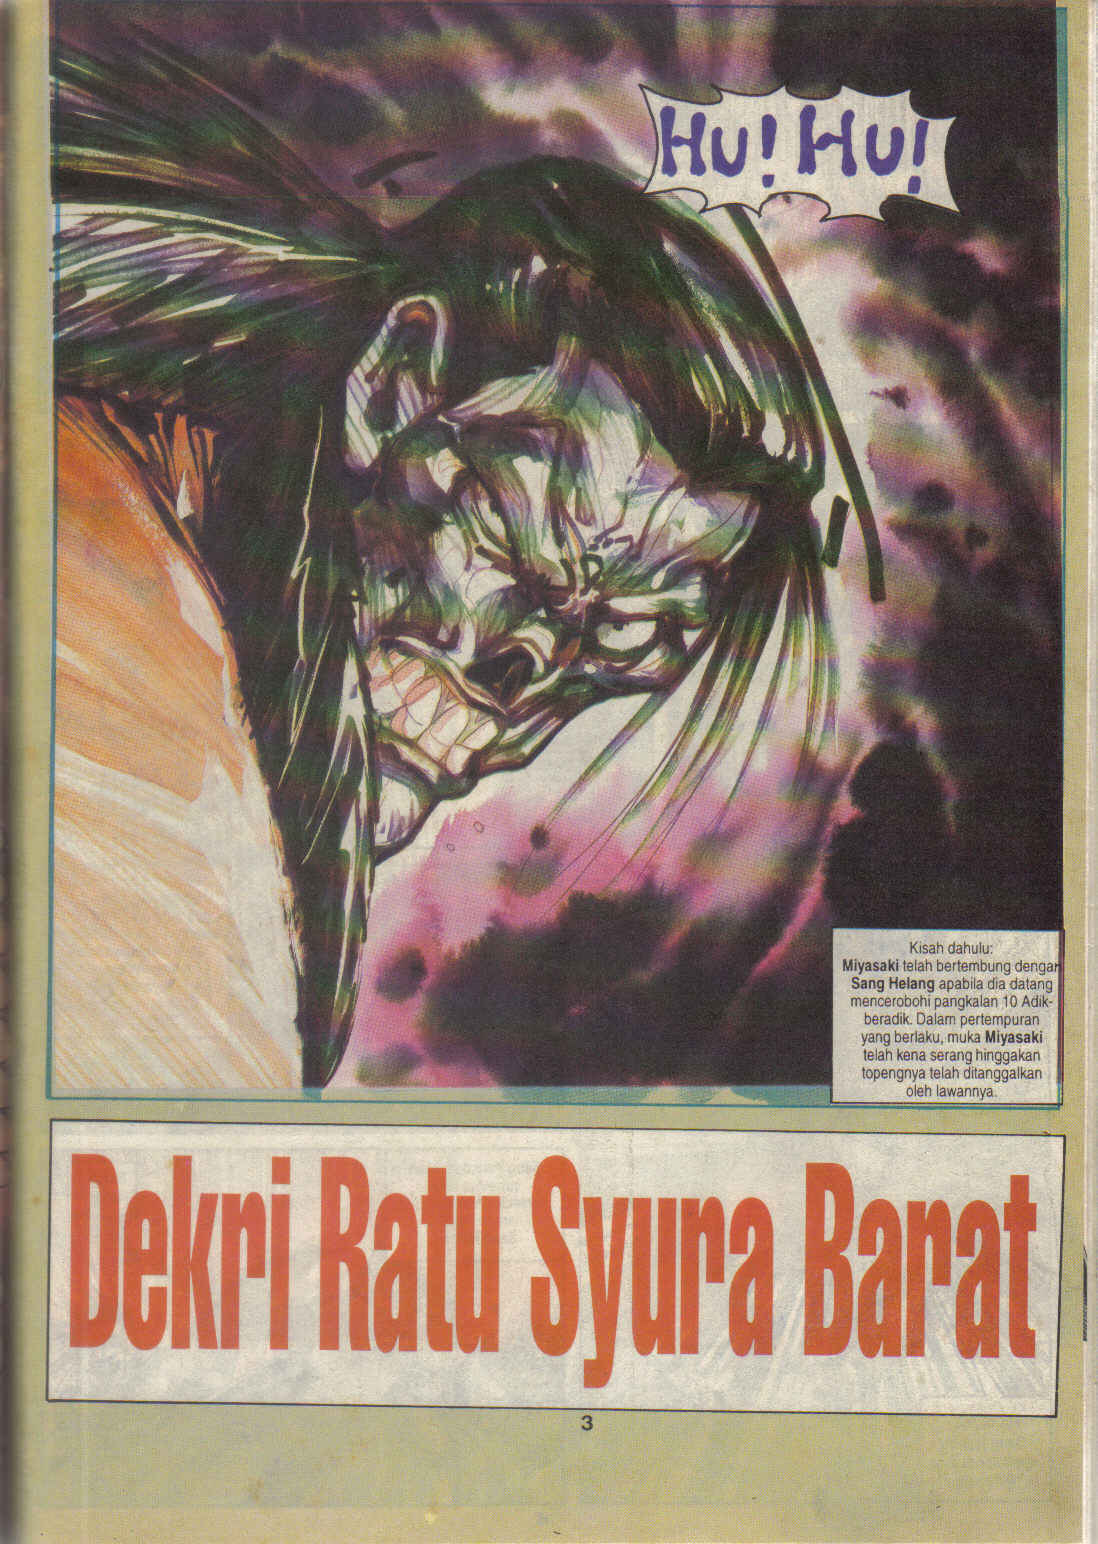 Hu! Hu!
Kisah dahulu:
Miyasaki telah bertembung dengan
Sang Helang apabila dia datang
mencerobohi pangkalan 10 Adik-
beradik. Dalam pertempuran
yang berlaku, muka Miyasaki
telah kena serang hinggakan
topengnya telah ditanggalkan
oleh lawannya.
Dekri Ratu Syura Barat
3